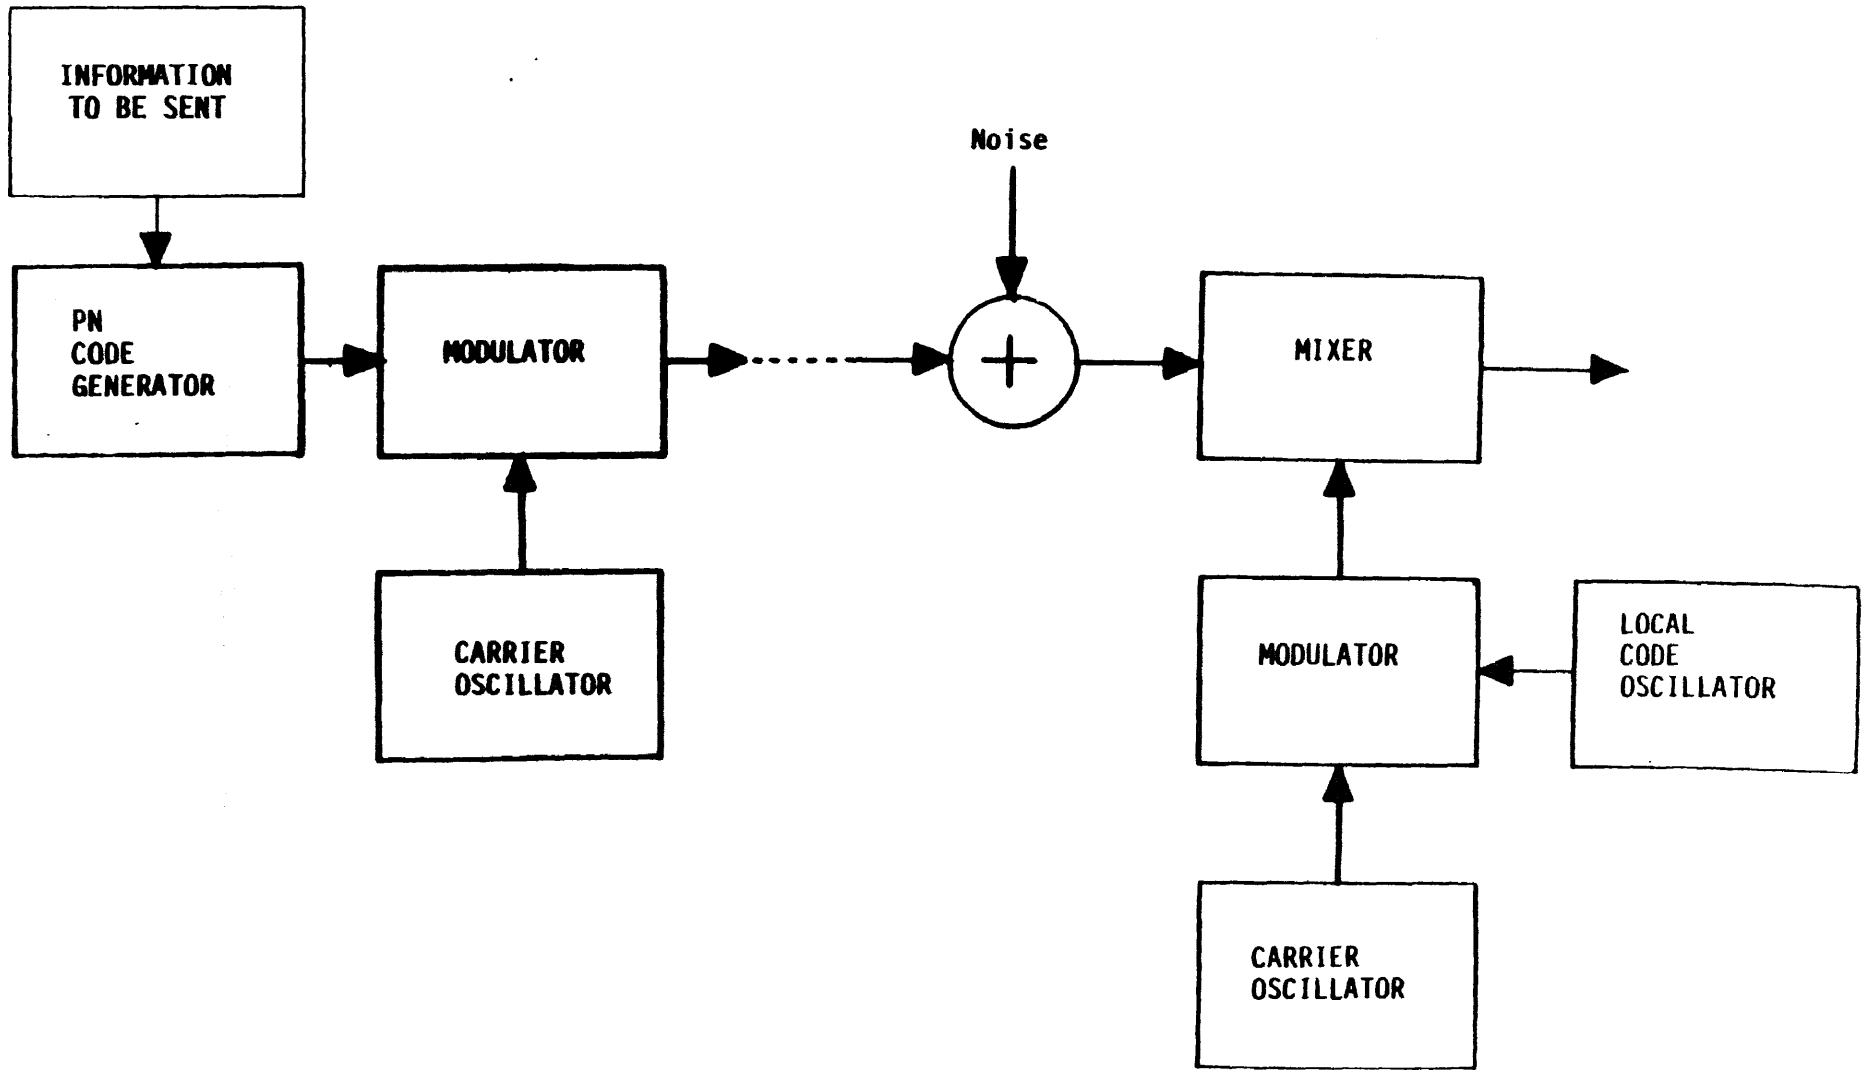 INFORMATION
TO BE SENT
Noise
PN
CODE
GENERATOR
MODULATOR
+
MIXER
CARRIER
OSCILLATOR
MODULATOR
LOCAL
CODE
OSCILLATOR
CARRIER
OSCILLATOR